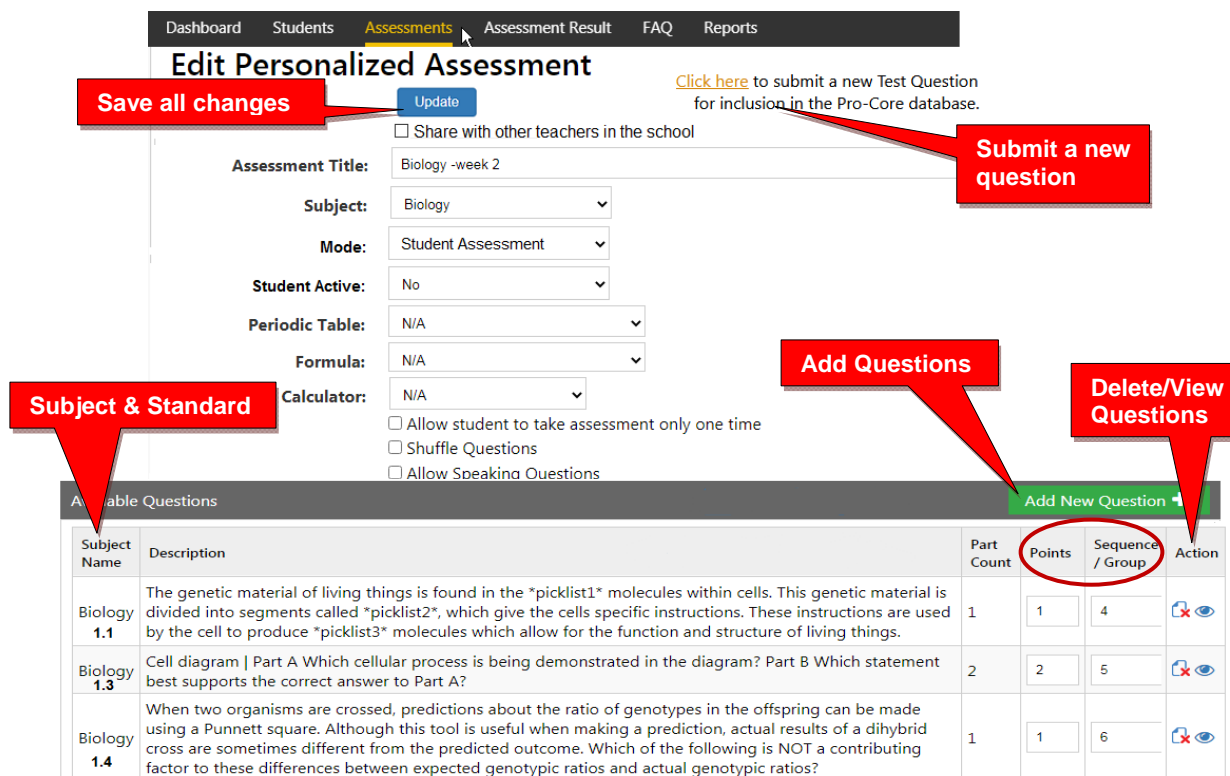 Dashboard Students Assessments Assessment Result FAQ Reports
Edit Personalized Assessment
Click here to submit a new Test Question
for inclusion in the Pro-Core database.
Save all changes
Update
Share with other teachers in the school
Submit a new
question
Assessment Title: Biology -week 2
Subject: Biology
Mode: Student Assessment
Student Active: No
Periodic Table: N/A
Formula: N/A
Add Questions
Calculator: N/A
Subject & Standard
Delete/View
Questions
Allow student to take assessment only one time
Shuffle Questions
Allow Speaking Questions
Available Questions Add New Question +
Subject
Name
Description
Part
Count
Points
Sequence
/ Group
Action
Biology
1.1
The genetic material of living things is found in the *picklist1* molecules within cells. This genetic material is
divided into segments called *picklist2*, which give the cells specific instructions. These instructions are used
by the cell to produce *picklist3* molecules which allow for the function and structure of living things.
1 1 4
Biology
1.3
Cell diagram | Part A Which cellular process is being demonstrated in the diagram? Part B Which statement
best supports the correct answer to Part A?
2 2 5
Biology
1.4
When two organisms are crossed, predictions about the ratio of genotypes in the offspring can be made
using a Punnett square. Although this tool is useful when making a prediction, actual results of a dihybrid
cross are sometimes different from the predicted outcome. Which of the following is NOT a contributing
factor to these differences between expected genotypic ratios and actual genotypic ratios?
1 1 6